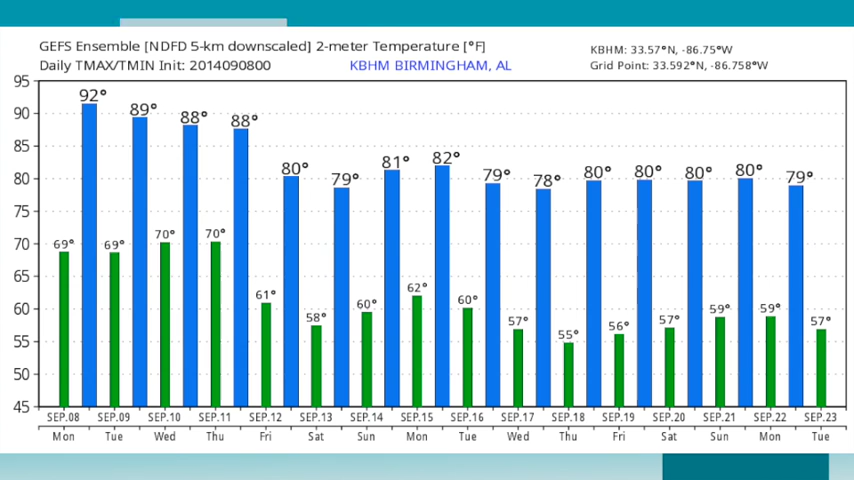 GEFS Ensemble [NDFD 5-km downscaled] 2-meter Temperature [°F]
Daily TMAX/TMIN Init: 2014090800
KBHM BIRMINGHAM, AL
KBHM: 33.57°N, -86.75°W
Grid Point: 33.592°N, -86.758°W
95
90
85
80
75
70
65
60
55
50
45
92° 89° 88° 88° 80° 79° 81° 82° 79° 78° 80° 80° 80° 80° 79°
69° 69° 70° 70° 61° 58° 60° 62° 60° 57° 55° 56° 57° 59° 59° 57°
SEP.08 SEP.09 SEP.10 SEP.11 SEP.12 SEP.13 SEP.14 SEP.15 SEP.16 SEP.17 SEP.18 SEP.19 SEP.20 SEP.21 SEP.22 SEP.23
Mon Tue Wed Thu Fri Sat Sun Mon Tue Wed Thu Fri Sat Sun Mon Tue